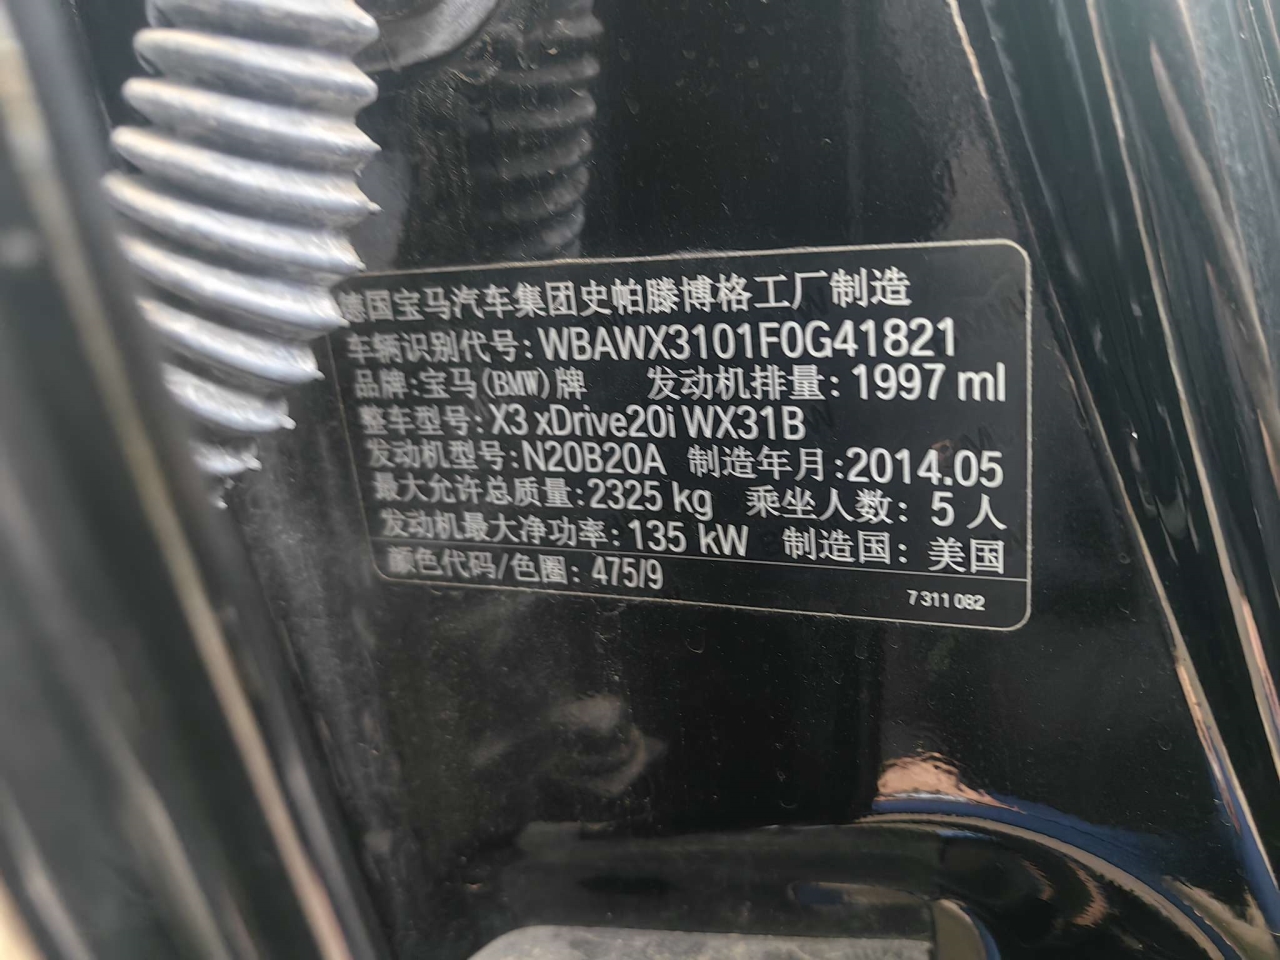 德国宝马汽车集团史帕滕博格工厂制造
车辆识别代号: WBAWX3101F0G41821
品牌:宝马(BMW)牌 发动机排量: 1997 ml
整车型号: X3 xDrive20i WX31B
发动机型号: N20B20A 制造年月:2014.05
最大允许总质量: 2325 kg 乘坐人数: 5 人
发动机最大净功率: 135 kW 制造国: 美国
颜色代码/色圈: 475/9
7 311 082